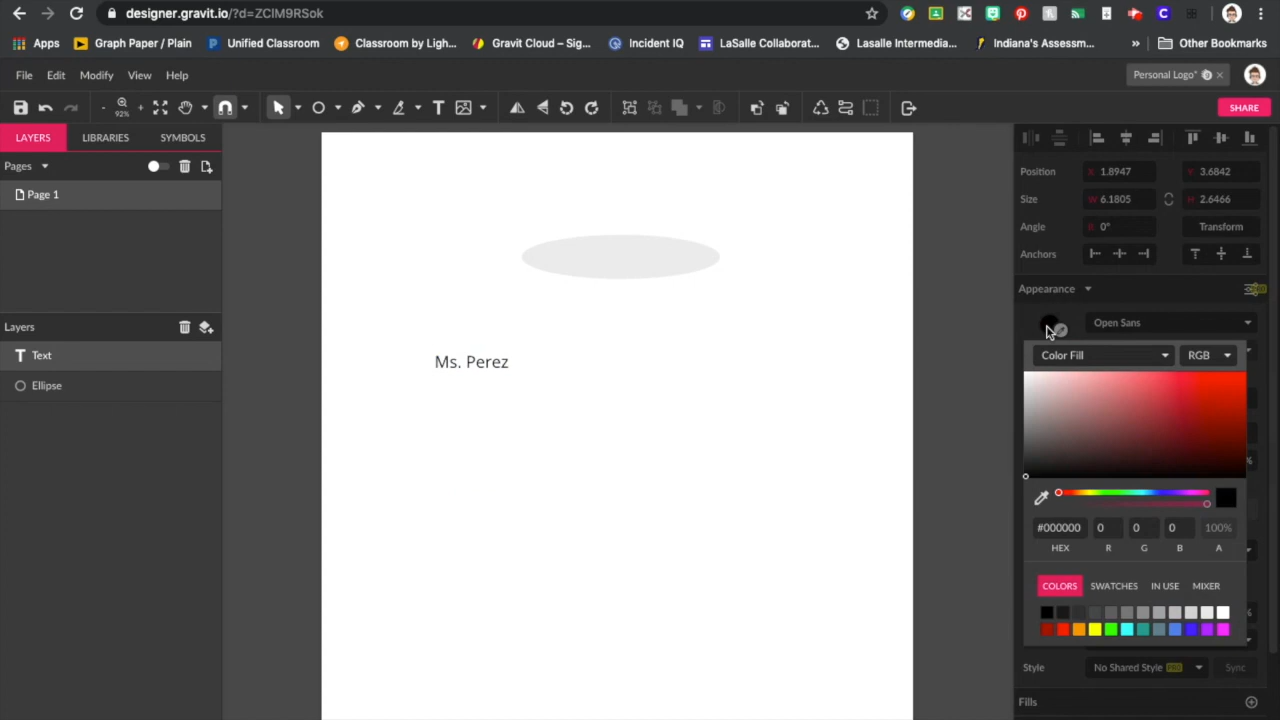 designer.gravit.io/?d=ZClM9RSok
Apps Graph Paper / Plain Unified Classroom Classroom by Ligh... Gravit Cloud – Sig... Incident IQ LaSalle Collaborat... Lasalle Intermedia... Indiana's Assessm... » Other Bookmarks
File Edit Modify View Help Personal Logo*
- 92% + SHARE
LAYERS LIBRARIES SYMBOLS
Pages
Page 1
Layers
Text
Ellipse
Ms. Perez
Position X 1.8947 Y 3.6842
Size W 6.1805 H 2.6466
Angle R 0° Transform
Anchors
Appearance
Open Sans
Color Fill RGB
%
#000000 0 0 0 100%
HEX R G B A
COLORS SWATCHES IN USE MIXER
%
Style No Shared Style PRO Sync
Fills